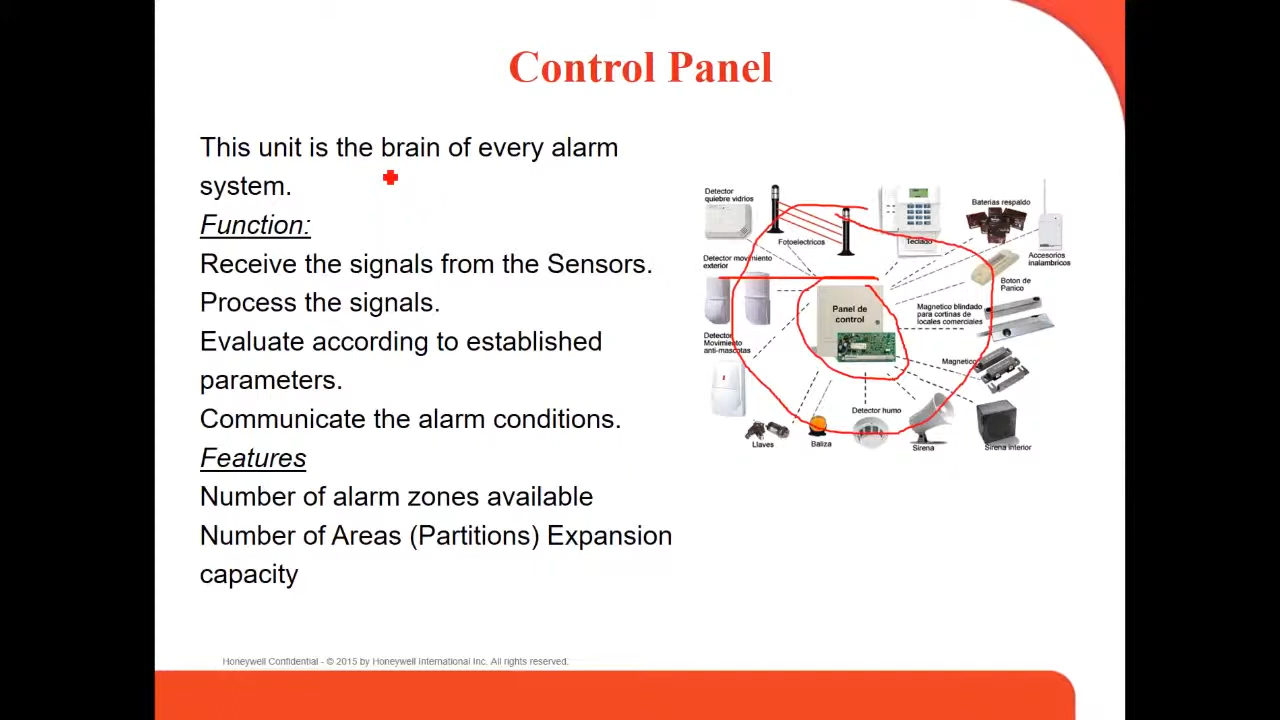 Control Panel
This unit is the brain of every alarm
system.
Function:
Receive the signals from the Sensors.
Process the signals.
Evaluate according to established
parameters.
Communicate the alarm conditions.
Features
Number of alarm zones available
Number of Areas (Partitions) Expansion
capacity
Detector
quiebre vidrios
Fotoelectricos
Teclado
Baterias respaldo
Accesorios
inalambricos
Detector movimiento
exterior
Boton de
Panico
Panel de
control
Magnetico blindado
para cortinas de
locales comerciales
Detector
Movimiento
anti-mascotas
Magnetico
Detector humo
Llaves
Baliza
Sirena
Sirena interior
Honeywell Confidential - © 2015 by Honeywell International Inc. All rights reserved.